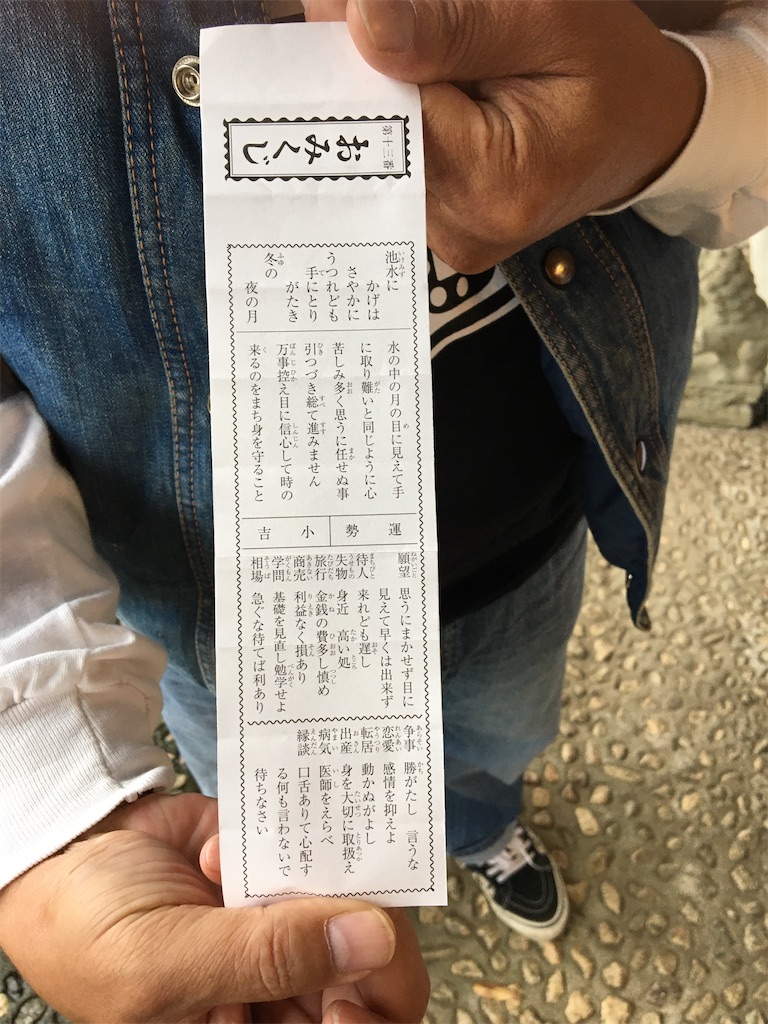 第十三番
おみくじ
池水に
かげは
さやかに
うつれども
手にとり
がたき
冬の
夜の月
水の中の月の目に見えて手
に取り難いと同じように心
苦しみ多く思うに任せぬ事
引つづき総て進みません
万事控え目に信心して時の
来るのをまち身を守ること
運勢 小吉
願望 思うにまかせず目に
見えて早くは出来ず
待人 来れども遅し
失物 身近 高い処
旅行 金銭の費多し慎め
商売 利益なく損あり
学問 基礎を見直し勉学せよ
相場 急ぐな待てば利あり
争事 勝がたし 言うな
恋愛 感情を抑えよ
転居 動かぬがよし
出産 身を大切に取扱え
病気 医師をえらべ
縁談 口舌ありて心配す
る何も言わないで
待ちなさい